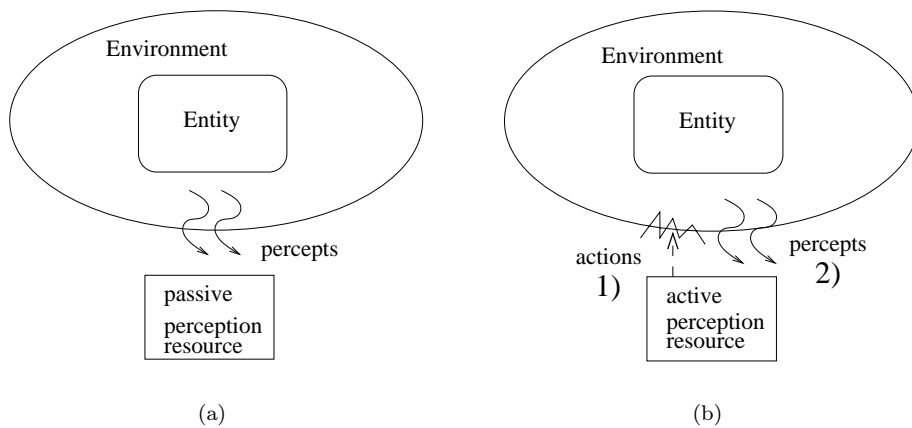 Environment
Entity
percepts
passive
perception
resource
(a)
Environment
Entity
actions
1)
percepts
2)
active
perception
resource
(b)